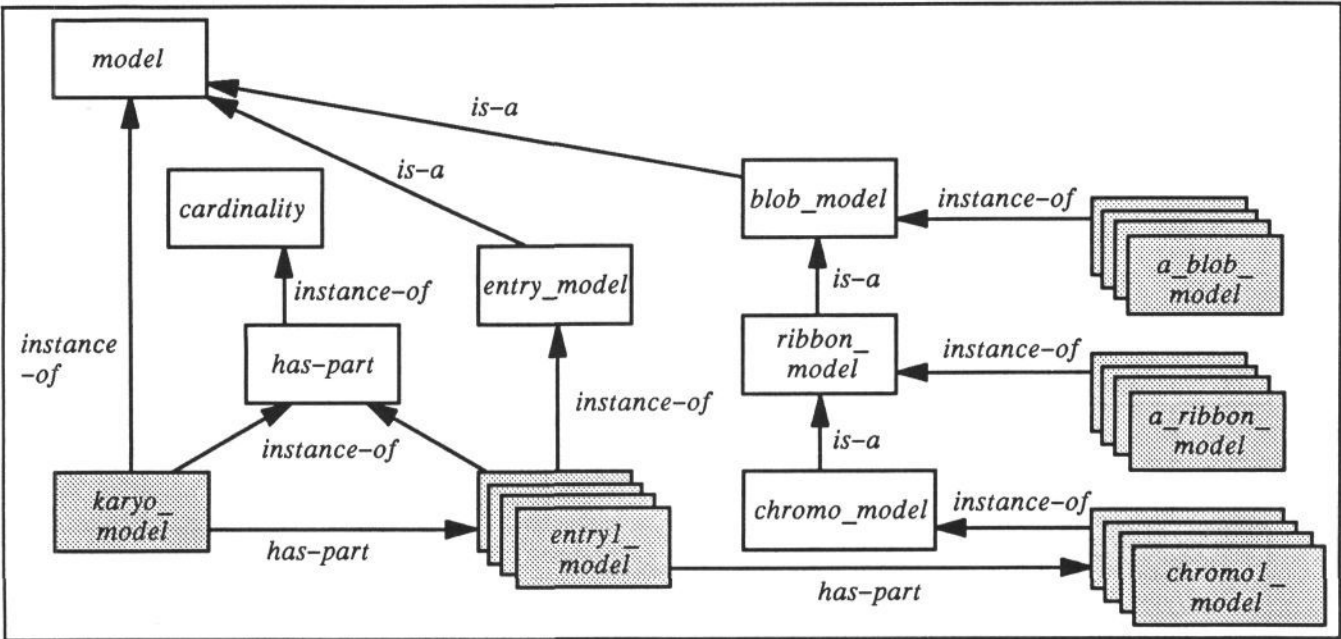 model
is–a
is–a
cardinality
blob_model
instance–of
a_blob_
model
instance–of
entry_model
is–a
instance
–of
has–part
ribbon_
model
instance–of
a_ribbon_
model
instance–of
instance–of
is–a
karyo_
model
chromo_model
instance–of
has–part
entry1_
model
has–part
chromo1_
model